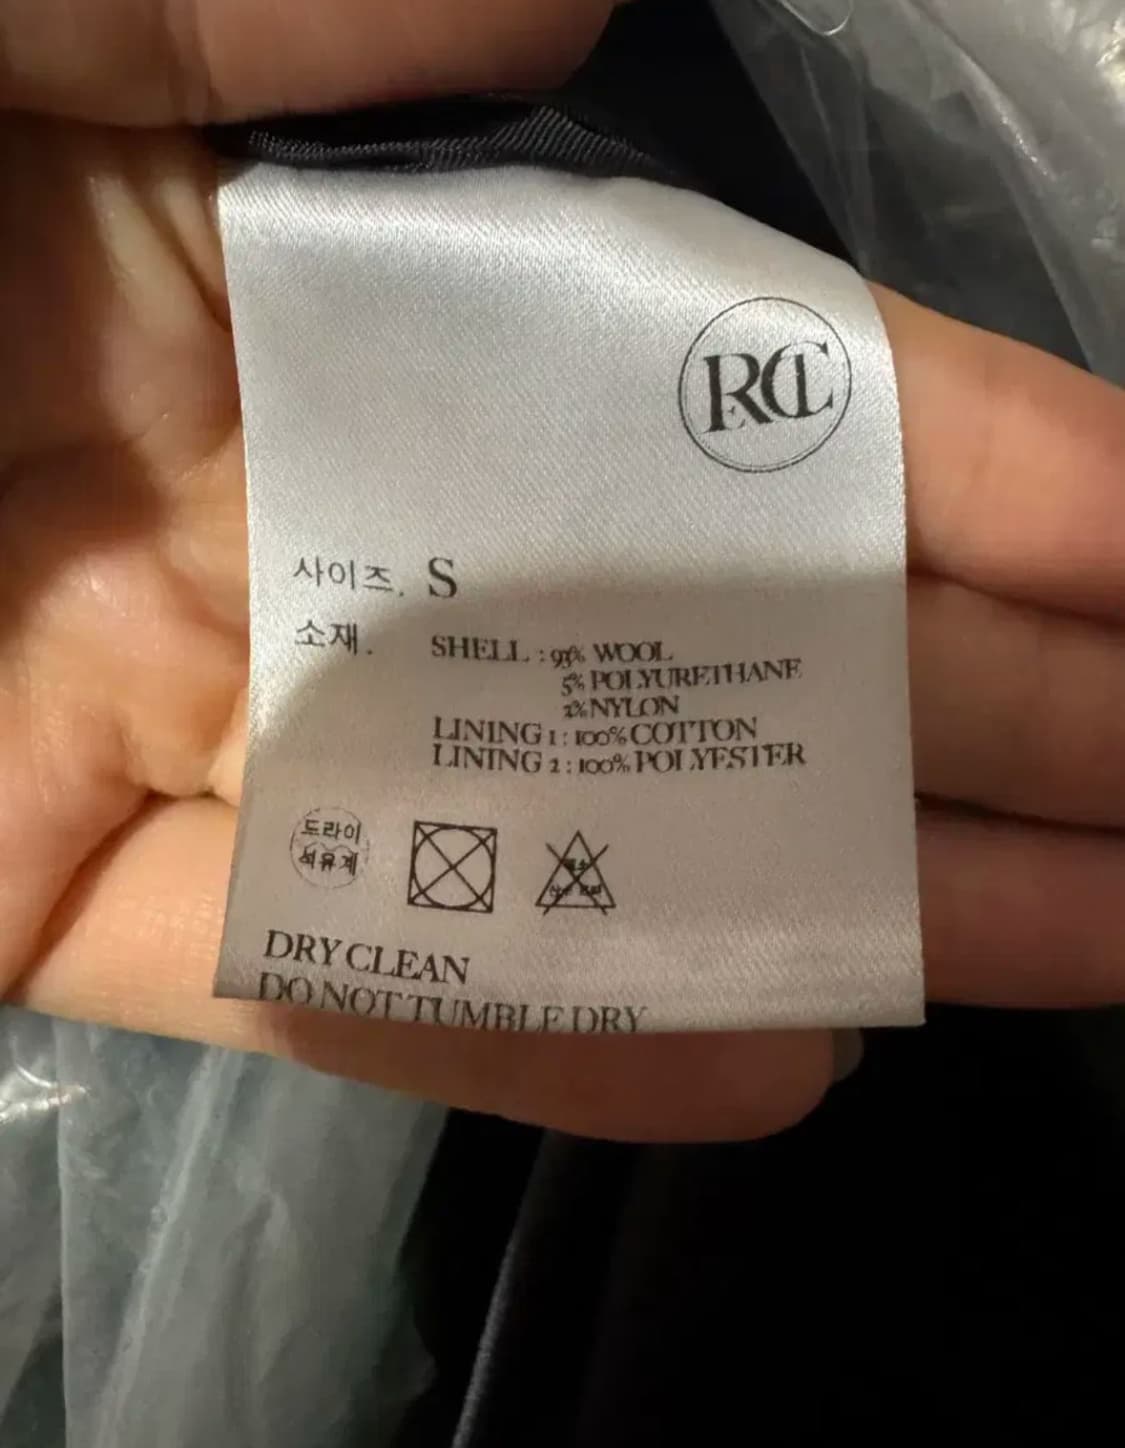 RCT
사이즈. S
소재. SHELL : 93% WOOL
5% POLYURETHANE
2% NYLON
LINING 1 : 100% COTTON
LINING 2 : 100% POLYESTER
드라이
석유계
DRY CLEAN
DO NOT TUMBLE DRY